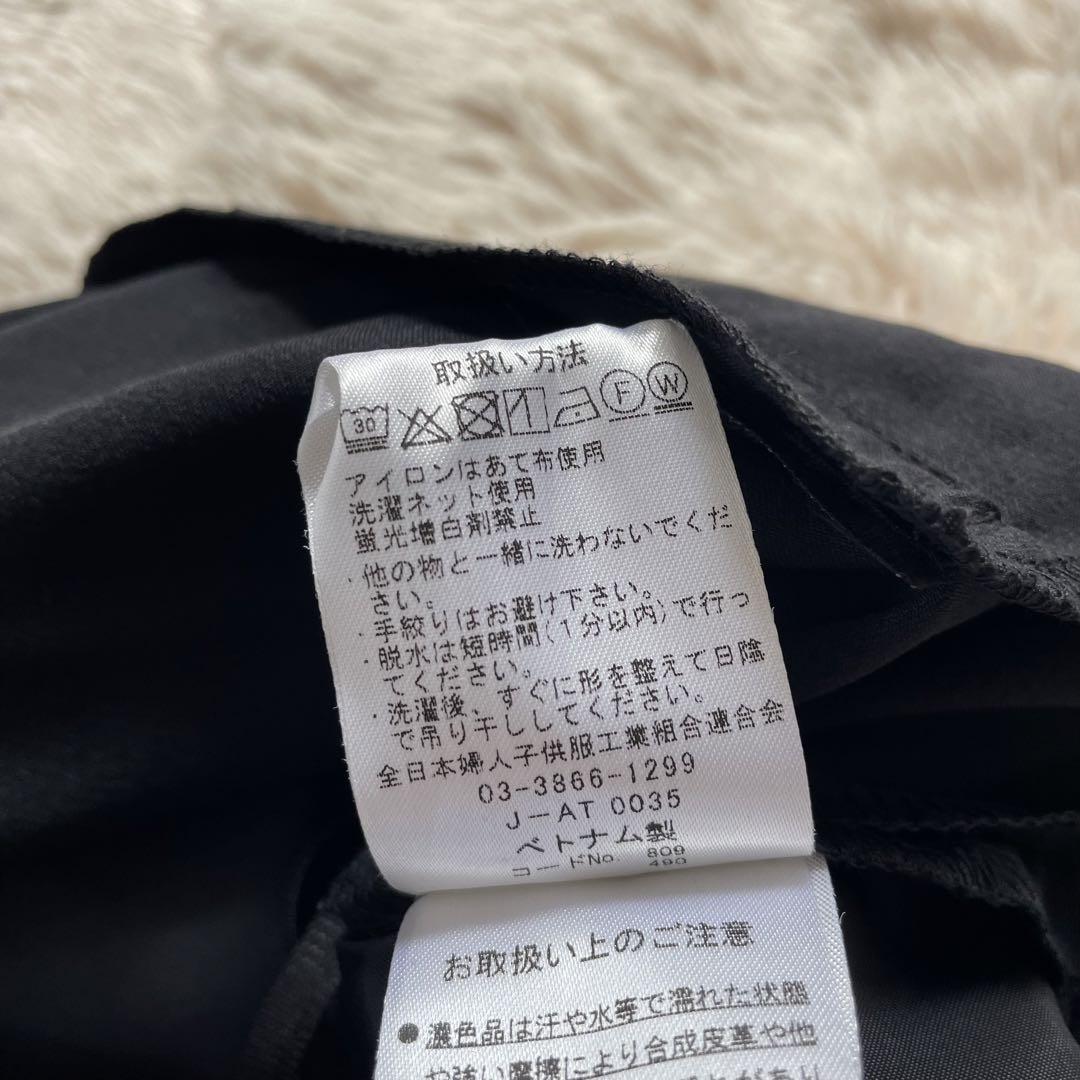 取扱い方法
30 F W
アイロンはあて布使用
洗濯ネット使用
蛍光増白剤禁止
・他の物と一緒に洗わないでくだ
さい。
・手絞りはお避け下さい。
・脱水は短時間(1分以内)で行っ
てください。
・洗濯後、すぐに形を整えて日陰
で吊り干ししてください。
全日本婦人子供服工業組合連合会
03-3866-1299
J-AT 0035
ベトナム製
コードNo. 809
490
お取扱い上のご注意
●濃色品は汗や水等で濡れた状態
や強い摩擦により合成皮革や他